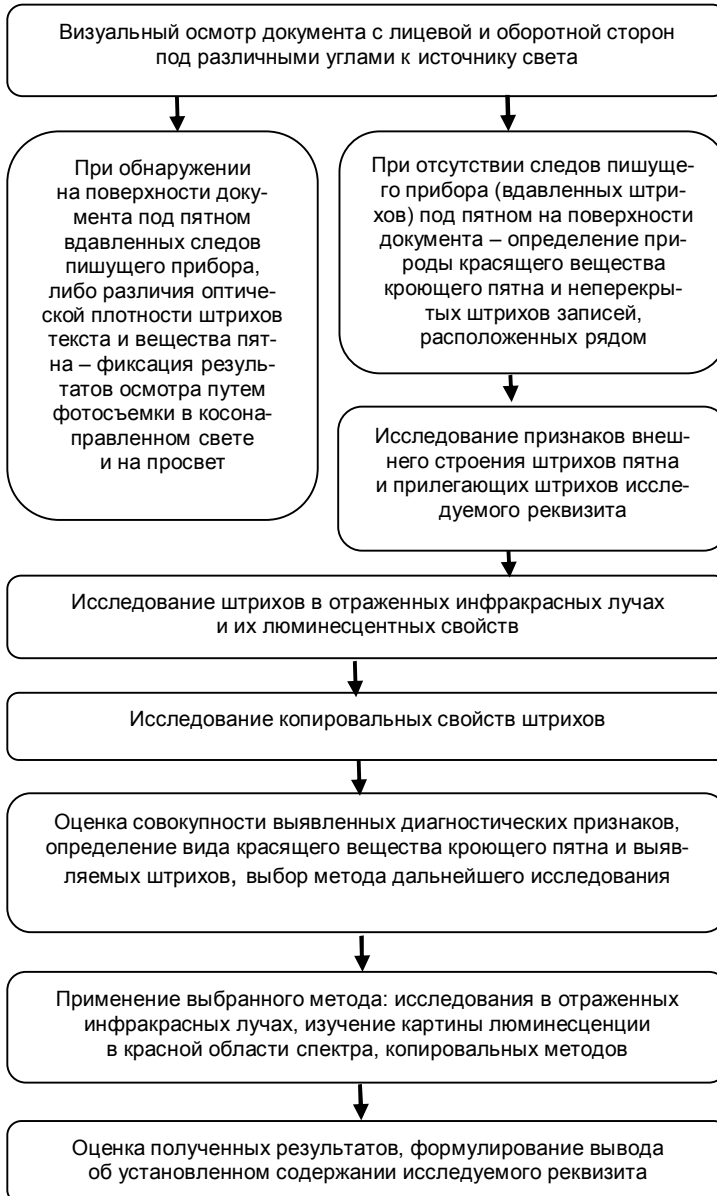 Визуальный осмотр документа с лицевой и оборотной сторон
под различными углами к источнику света
При обнаружении
на поверхности доку-
мента под пятном
вдавленных следов
пишущего прибора,
либо различия оптиче-
ской плотности штрихов
текста и вещества пят-
на – фиксация резуль-
татов осмотра путем
фотосъемки в косона-
правленном свете
и на просвет
При отсутствии следов пишуще-
го прибора (вдавленных штри-
хов) под пятном на поверхности
документа – определение при-
роды красящего вещества
кроющего пятна и неперекры-
тых штрихов записей,
расположенных рядом
Исследование признаков внеш-
него строения штрихов пятна
и прилегающих штрихов иссле-
дуемого реквизита
Исследование штрихов в отраженных инфракрасных лучах
и их люминесцентных свойств
Исследование копировальных свойств штрихов
Оценка совокупности выявленных диагностических признаков,
определение вида красящего вещества кроющего пятна и выяв-
ляемых штрихов, выбор метода дальнейшего исследования
Применение выбранного метода: исследования в отраженных
инфракрасных лучах, изучение картины люминесценции
в красной области спектра, копировальных методов
Оценка полученных результатов, формулирование вывода
об установленном содержании исследуемого реквизита